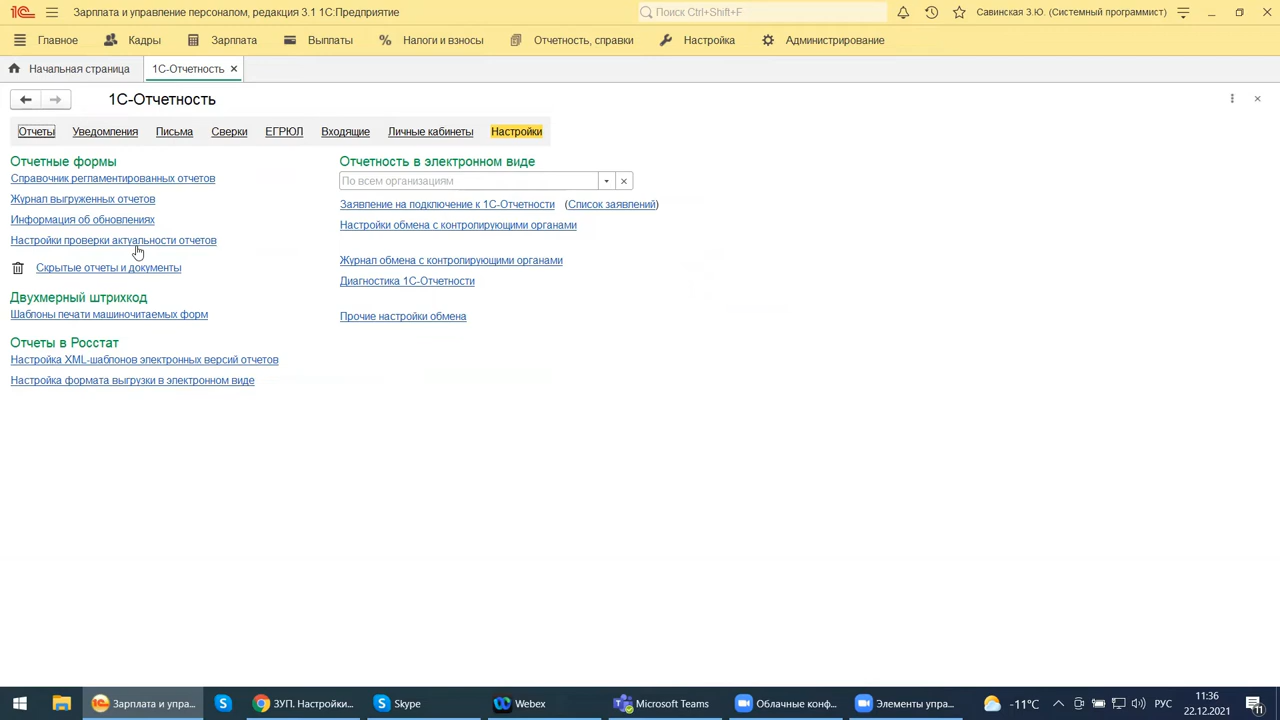 Зарплата и управление персоналом, редакция 3.1 1С:Предприятие
Поиск Ctrl+Shift+F
Савинская З.Ю. (Системный программист)
Главное
Кадры
Зарплата
Выплаты
Налоги и взносы
Отчетность, справки
Настройка
Администрирование
Начальная страница
1С-Отчетность
1С-Отчетность
Отчеты
Уведомления
Письма
Сверки
ЕГРЮЛ
Входящие
Личные кабинеты
Настройки
Отчетные формы
Справочник регламентированных отчетов
Журнал выгруженных отчетов
Информация об обновлениях
Настройки проверки актуальности отчетов
Скрытые отчеты и документы
Двухмерный штрихкод
Шаблоны печати машиночитаемых форм
Отчеты в Росстат
Настройка XML-шаблонов электронных версий отчетов
Настройка формата выгрузки в электронном виде
Отчетность в электронном виде
По всем организациям
Заявление на подключение к 1С-Отчетности (Список заявлений)
Настройки обмена с контролирующими органами
Журнал обмена с контролирующими органами
Диагностика 1С-Отчетности
Прочие настройки обмена
Зарплата и упра...
ЗУП. Настройки...
Skype
Webex
Microsoft Teams
Облачные конф...
Элементы упра...
-11°C
РУС
11:36
22.12.2021
11